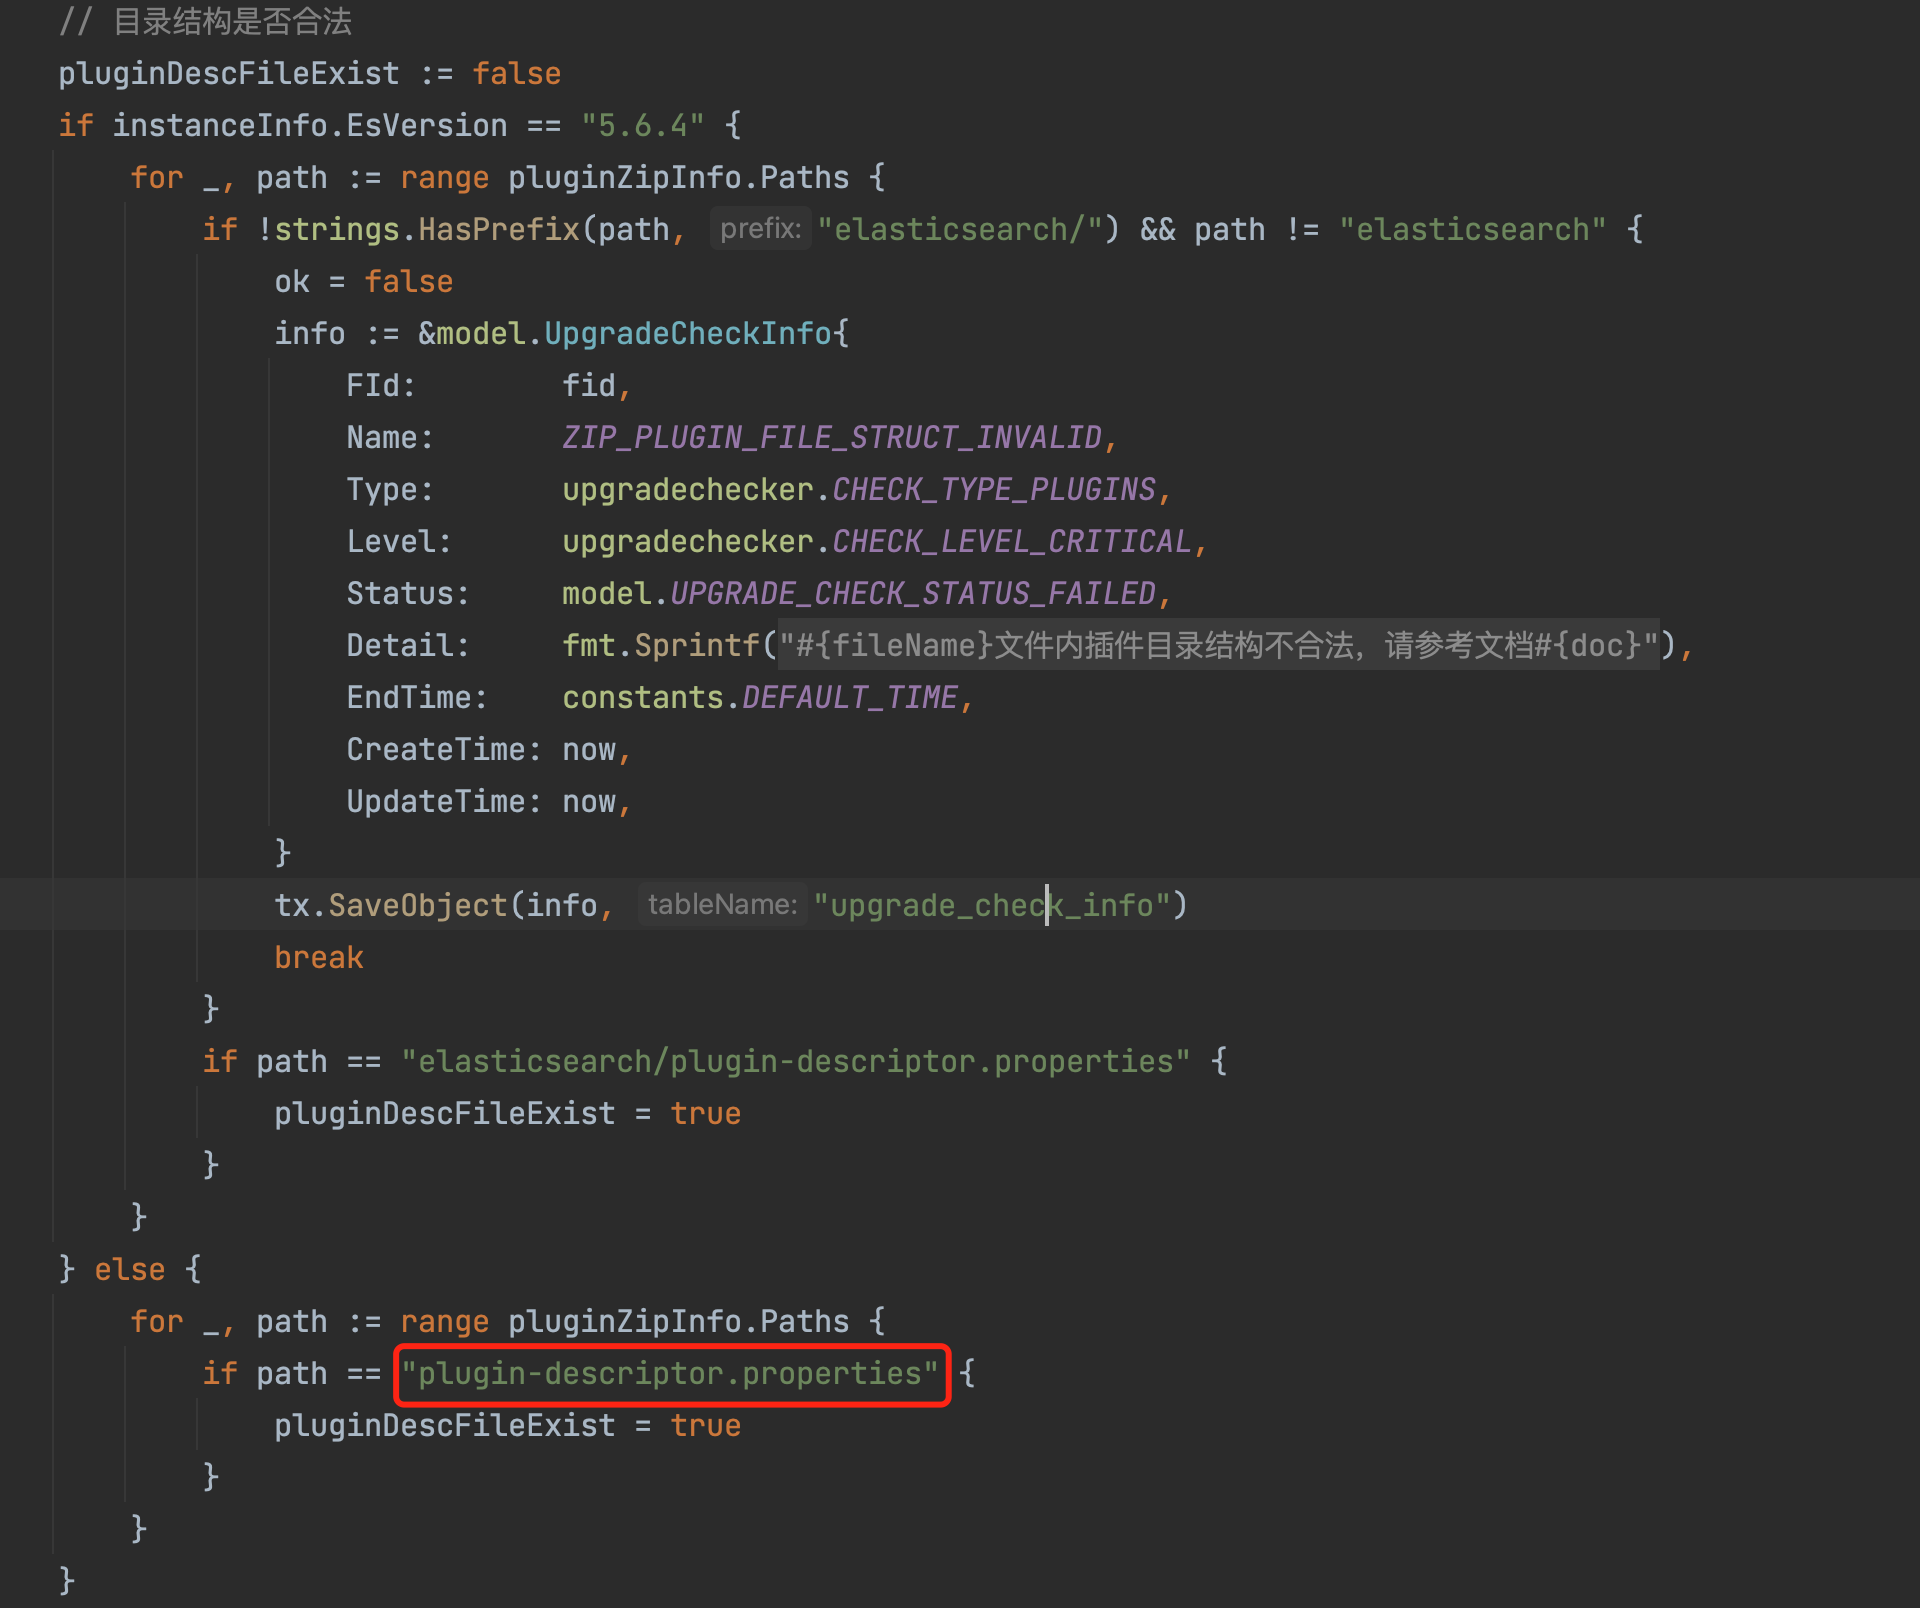 // 目录结构是否合法
pluginDescFileExist := false
if instanceInfo.EsVersion == "5.6.4" {
for _, path := range pluginZipInfo.Paths {
if !strings.HasPrefix(path, prefix: "elasticsearch/") && path != "elasticsearch" {
ok = false
info := &model.UpgradeCheckInfo{
FId: fid,
Name: ZIP_PLUGIN_FILE_STRUCT_INVALID,
Type: upgradechecker.CHECK_TYPE_PLUGINS,
Level: upgradechecker.CHECK_LEVEL_CRITICAL,
Status: model.UPGRADE_CHECK_STATUS_FAILED,
Detail: fmt.Sprintf("#{fileName}文件内插件目录结构不合法，请参考文档#{doc}"),
EndTime: constants.DEFAULT_TIME,
CreateTime: now,
UpdateTime: now,
}
tx.SaveObject(info, tableName: "upgrade_check_info")
break
}
if path == "elasticsearch/plugin-descriptor.properties" {
pluginDescFileExist = true
}
}
} else {
for _, path := range pluginZipInfo.Paths {
if path == "plugin-descriptor.properties" {
pluginDescFileExist = true
}
}
}